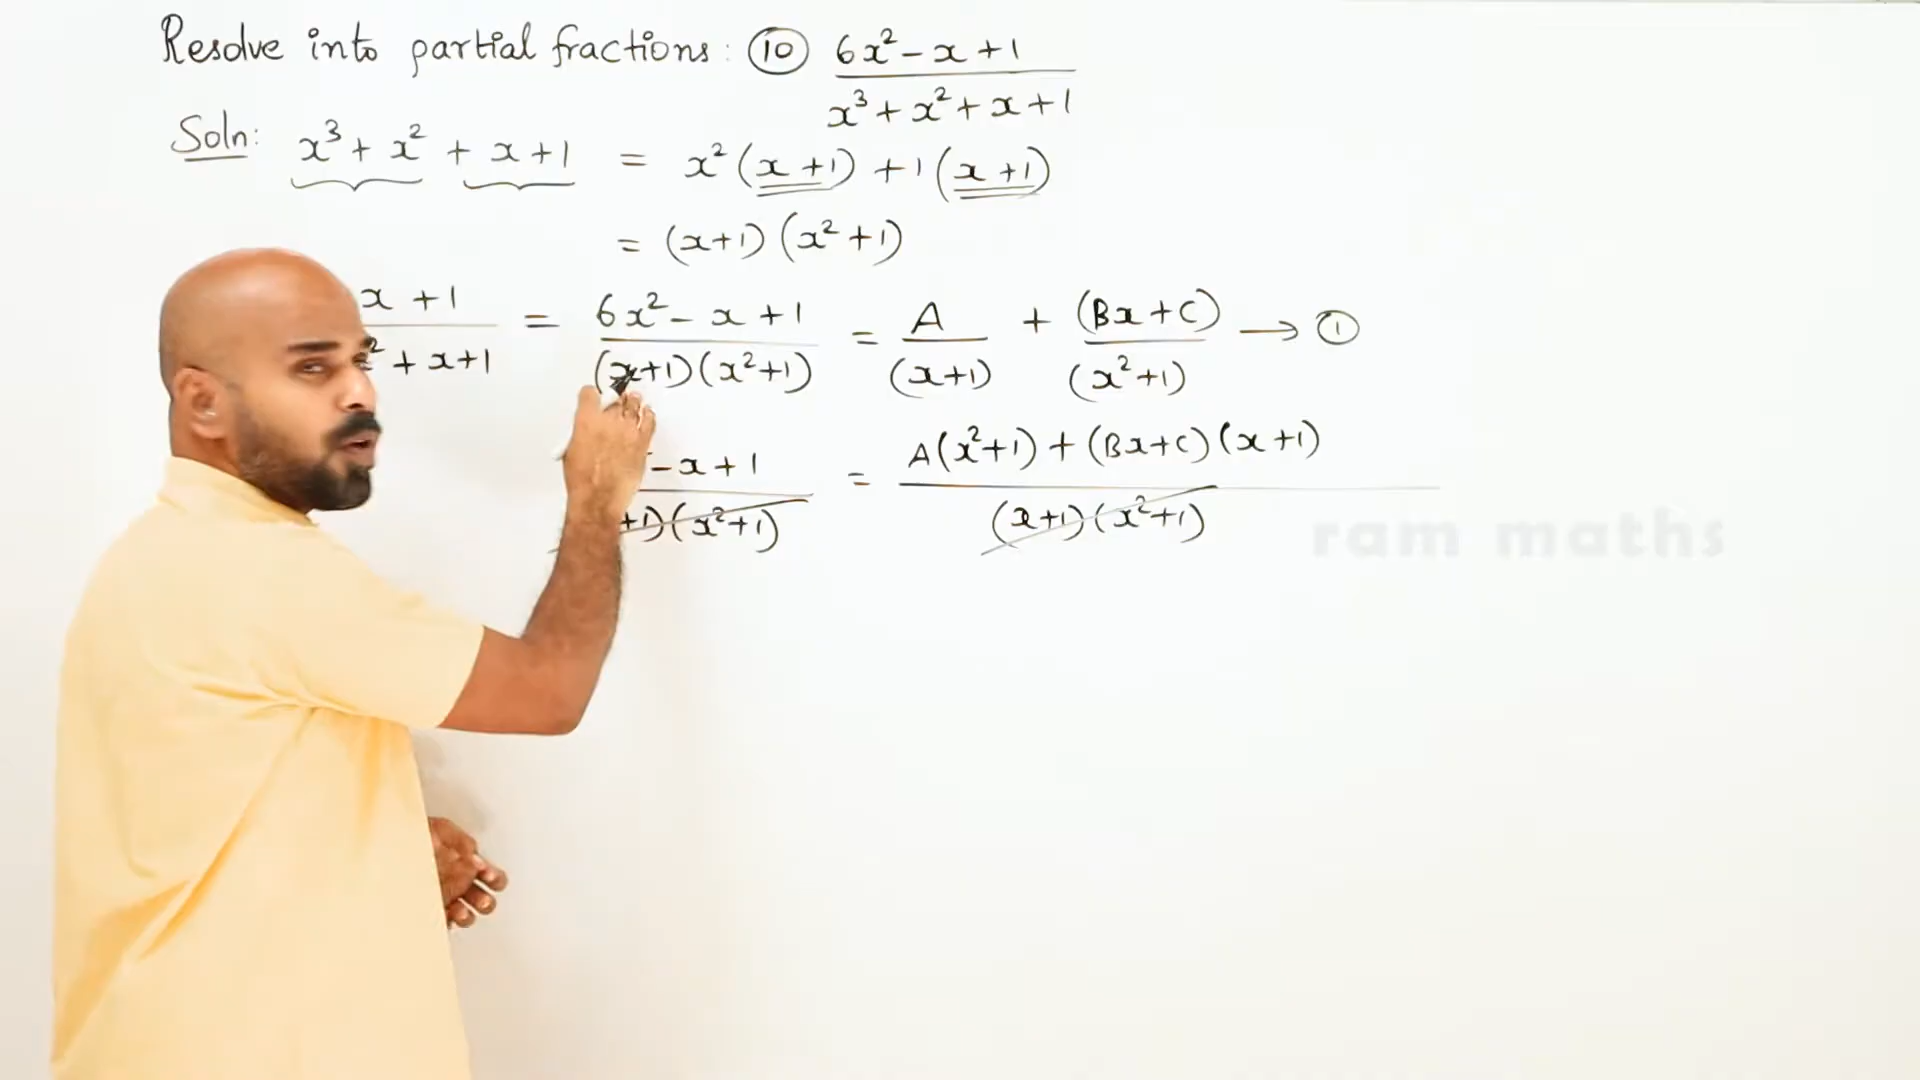 Resolve into partial fractions: ⑩ 6x² - x + 1
x³ + x² + x + 1
Soln: x³ + x² + x + 1 = x² (x + 1) + 1 (x + 1)
= (x+1) (x² + 1)
x + 1 = 6x² - x + 1 = A + (Bx + C) → ①
² + x + 1 (x+1) (x² + 1) (x+1) (x² + 1)
- x + 1 = A(x² + 1) + (Bx + C) (x + 1)
+1) (x² + 1) (x+1) (x² + 1)
ram maths